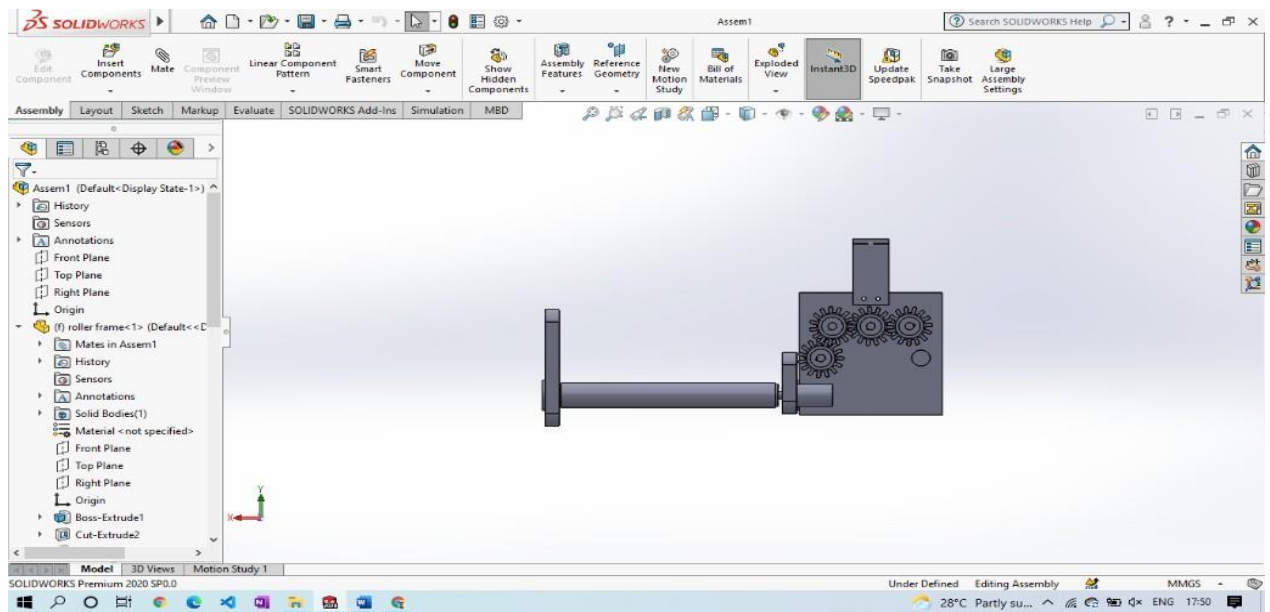 SOLIDWORKS
Assem1
Search SOLIDWORKS Help
Edit Component
Insert Components
Mate
Component Preview Window
Linear Component Pattern
Smart Fasteners
Move Component
Show Hidden Components
Assembly Features
Reference Geometry
New Motion Study
Bill of Materials
Exploded View
Instant3D
Update Speedpak
Take Snapshot
Large Assembly Settings
Assembly Layout Sketch Markup Evaluate SOLIDWORKS Add-Ins Simulation MBD
Assem1 (Default<Display State-1>)
History
Sensors
Annotations
Front Plane
Top Plane
Right Plane
Origin
(f) roller frame<1> (Default<<D
Mates in Assem1
History
Sensors
Annotations
Solid Bodies(1)
Material <not specified>
Front Plane
Top Plane
Right Plane
Origin
Boss-Extrude1
Cut-Extrude2
Y
X
Model 3D Views Motion Study 1
SOLIDWORKS Premium 2020 SP0.0
Under Defined Editing Assembly MMGS
28°C Partly su... ENG 17:50